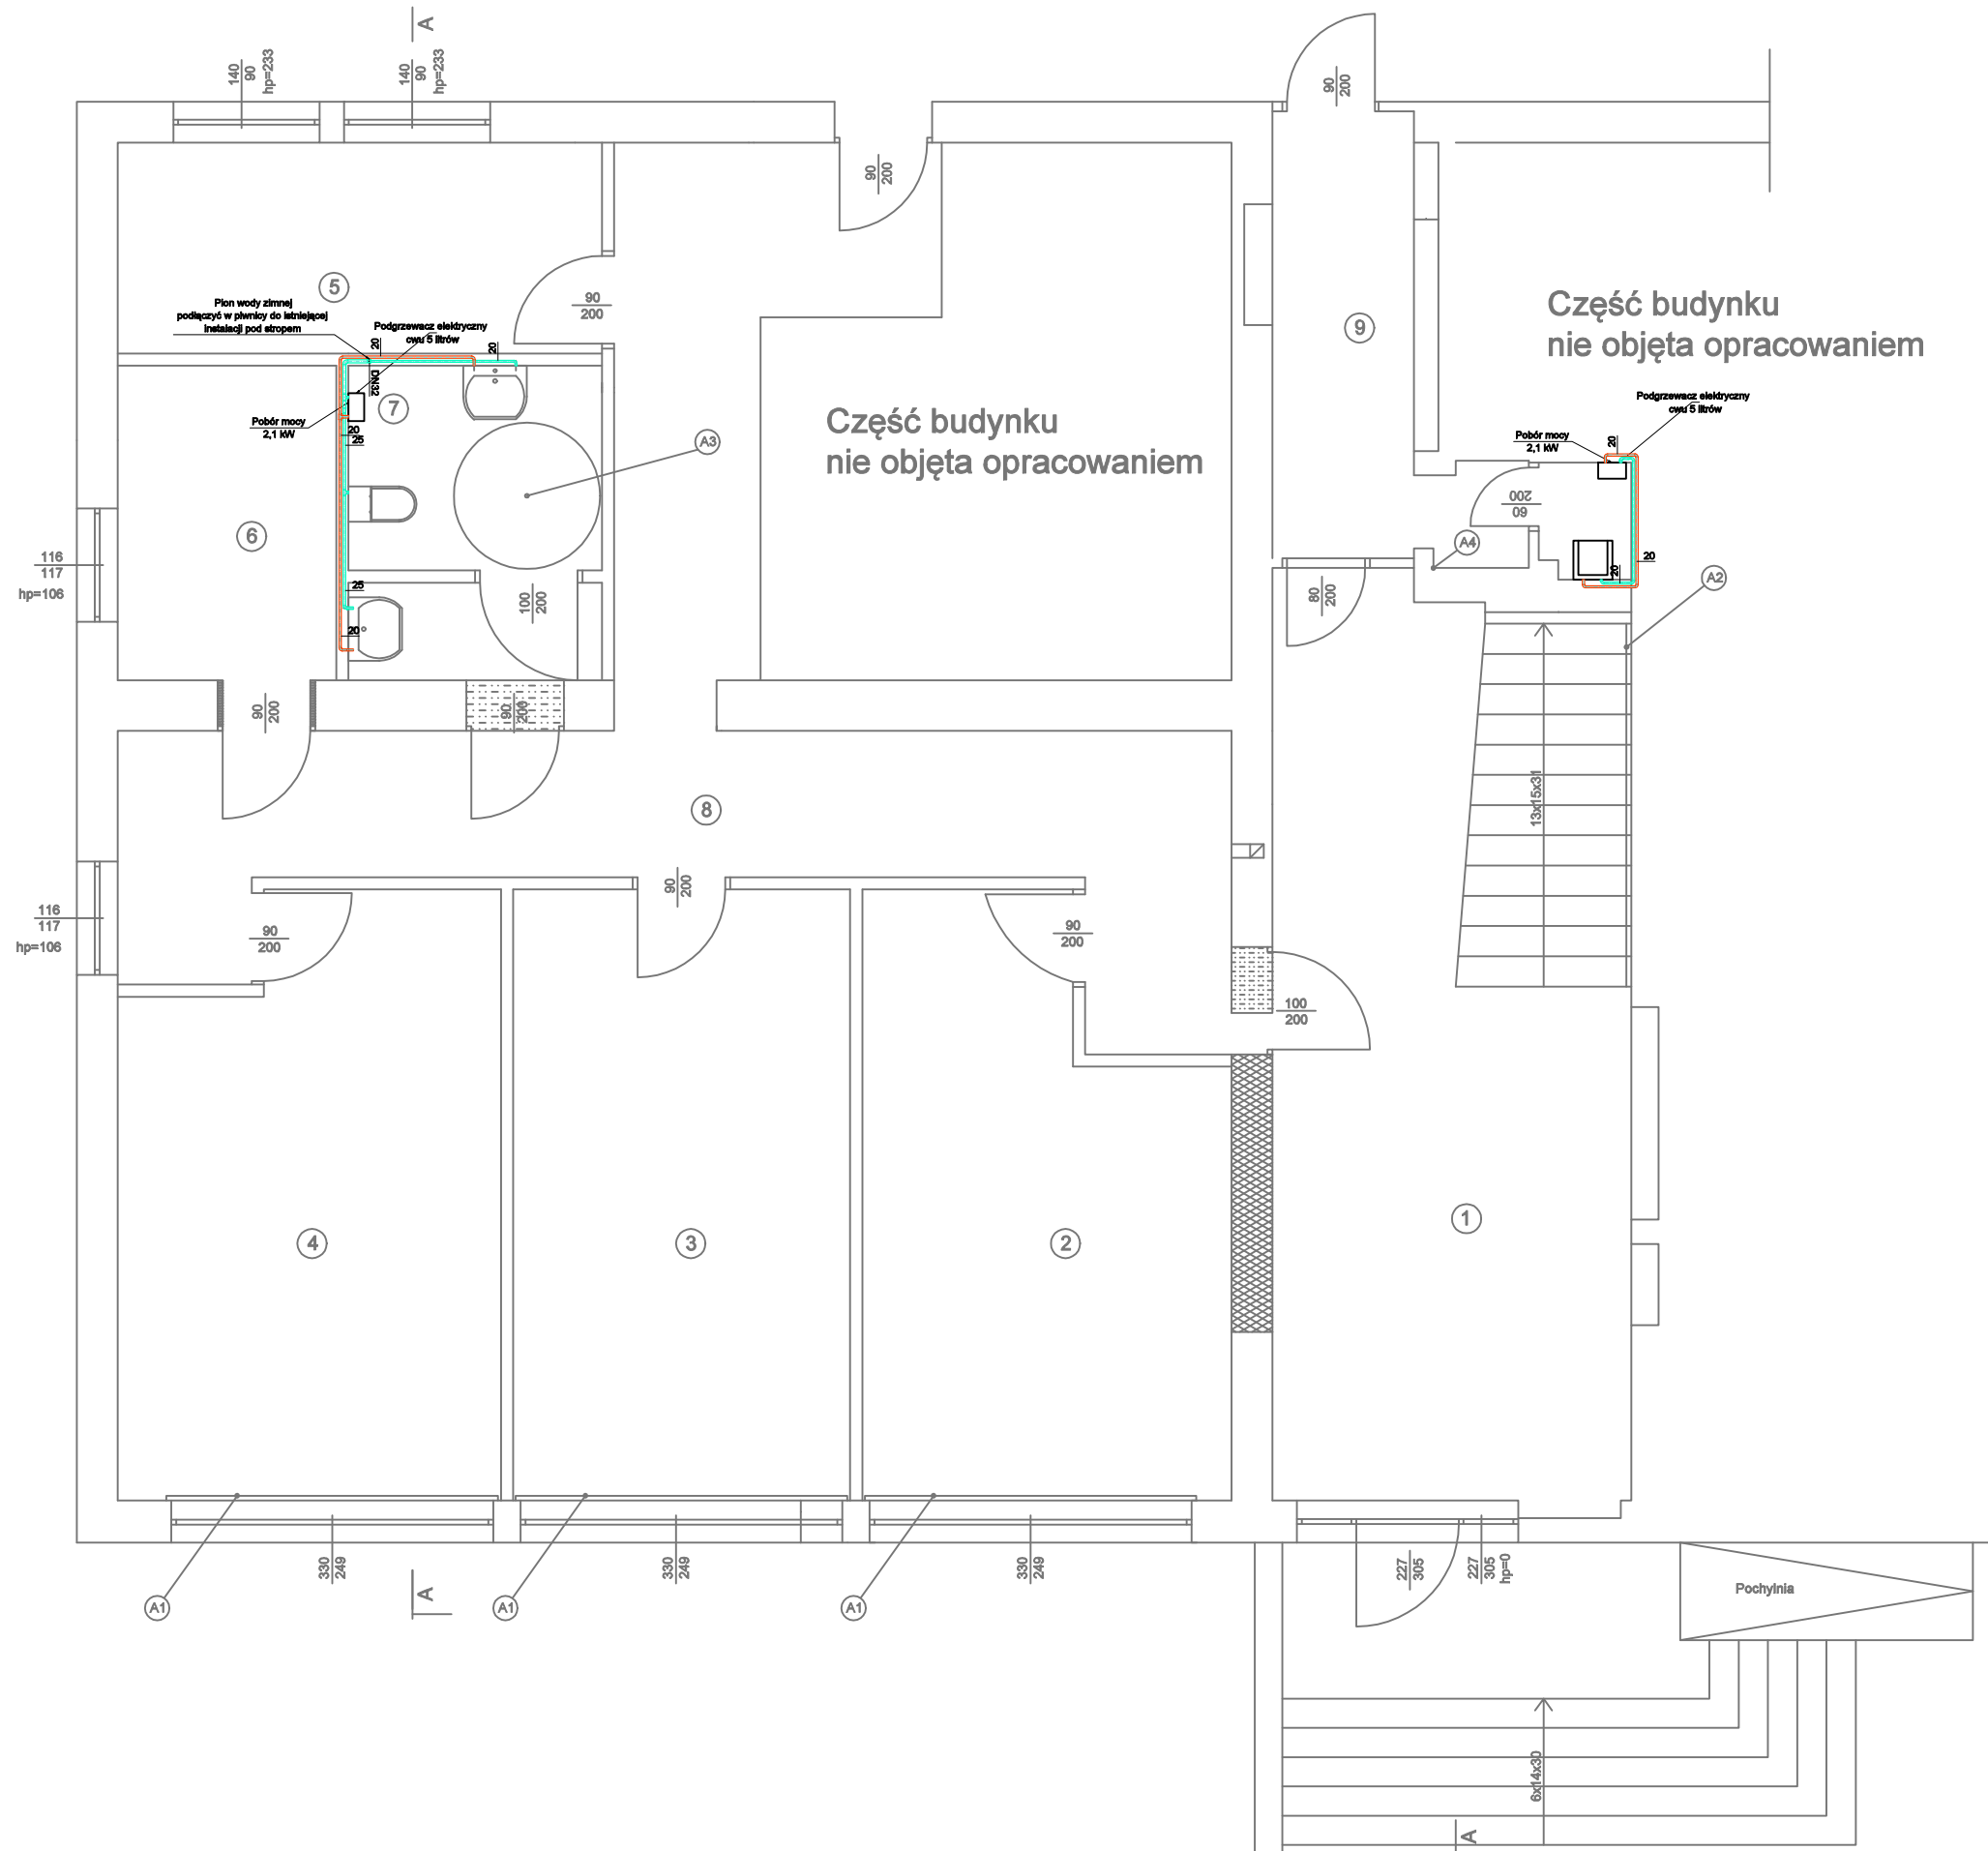 A
140
90
hp=233
140
90
hp=233
90
200
90
200
5
Pion wody zimnej
podłączyć w piwnicy do istniejącej
instalacji pod stropem
Podgrzewacz elektryczny
cwu 5 litrów
90
200
20
20
DN32
7
Pobór mocy
2,1 kW
20
25
A3
Część budynku
nie objęta opracowaniem
9
Część budynku
nie objęta opracowaniem
Podgrzewacz elektryczny
cwu 5 litrów
Pobór mocy
2,1 kW
20
60
200
A4
20
20
A2
6
116
117
hp=106
25
20
100
200
80
200
90
200
90
200
13x15x31
8
90
200
116
117
hp=106
90
200
90
200
100
200
4
3
2
1
330
249
330
249
330
249
227
305
227
305
hp=0
A1
A
A1
A1
Pochylnia
6x14x30
A